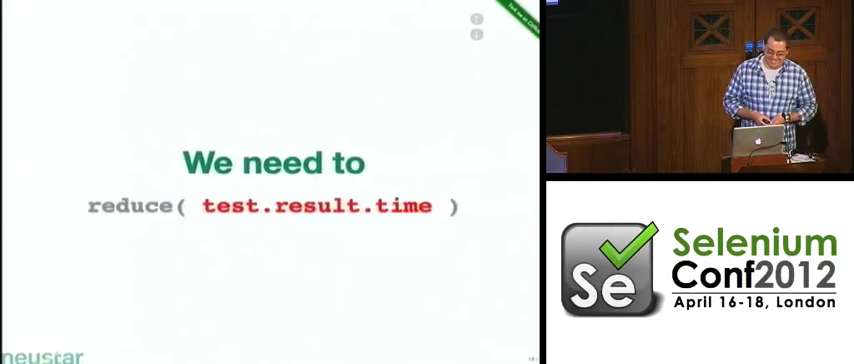 We need to
reduce( test.result.time )
neustar
Se
Selenium
Conf2012
April 16-18, London